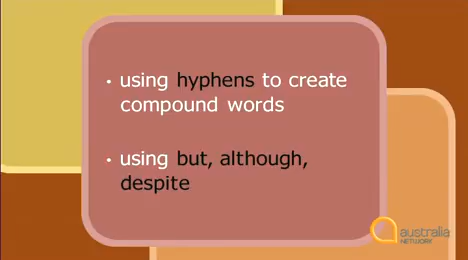 • using hyphens to create
compound words
• using but, although,
despite
australia
NETWORK